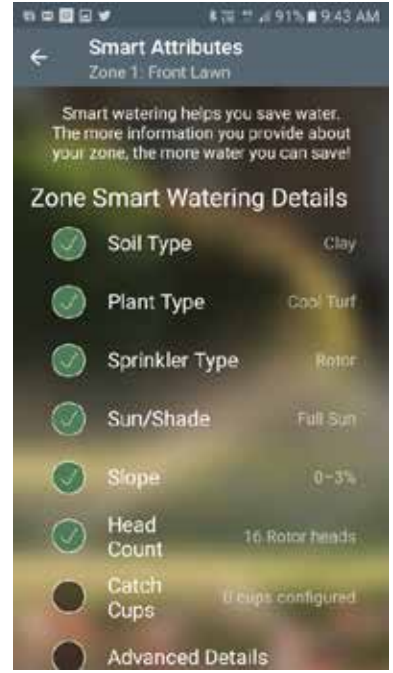 91% 9:43 AM
Smart Attributes
Zone 1: Front Lawn
Smart watering helps you save water.
The more information you provide about
your zone, the more water you can save!
Zone Smart Watering Details
Soil Type Clay
Plant Type Cool Turf
Sprinkler Type Rotor
Sun/Shade Full Sun
Slope 0-3%
Head
Count 16 Rotor heads
Catch
Cups 0 cups configured
Advanced Details